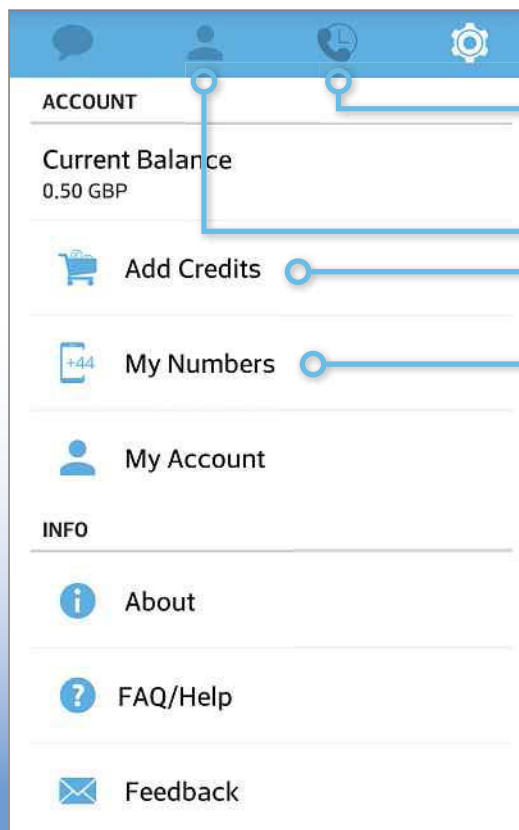 ACCOUNT
Current Balance
0.50 GBP
Add Credits
+44
My Numbers
My Account
INFO
About
FAQ/Help
Feedback